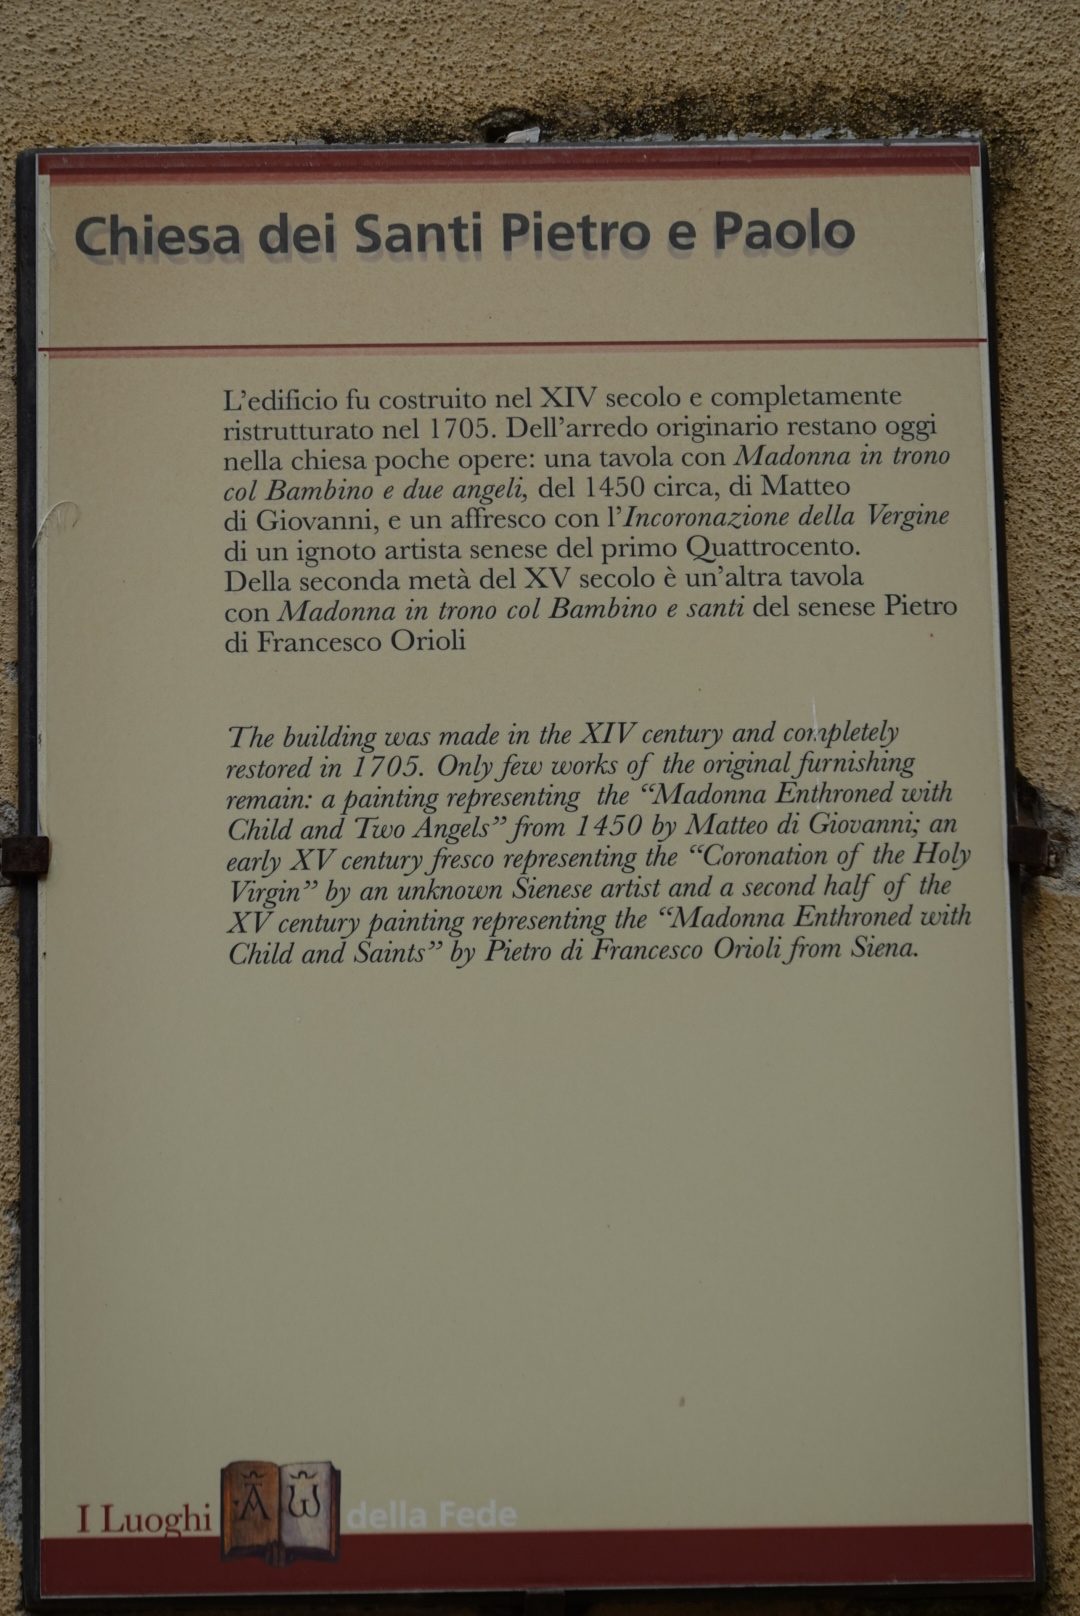 Chiesa dei Santi Pietro e Paolo
L'edificio fu costruito nel XIV secolo e completamente
ristrutturato nel 1705. Dell'arredo originario restano oggi
nella chiesa poche opere: una tavola con Madonna in trono
col Bambino e due angeli, del 1450 circa, di Matteo
di Giovanni, e un affresco con l'Incoronazione della Vergine
di un ignoto artista senese del primo Quattrocento.
Della seconda metà del XV secolo è un'altra tavola
con Madonna in trono col Bambino e santi del senese Pietro
di Francesco Orioli
The building was made in the XIV century and completely
restored in 1705. Only few works of the original furnishing
remain: a painting representing the “Madonna Enthroned with
Child and Two Angels” from 1450 by Matteo di Giovanni; an
early XV century fresco representing the “Coronation of the Holy
Virgin” by an unknown Sienese artist and a second half of the
XV century painting representing the “Madonna Enthroned with
Child and Saints” by Pietro di Francesco Orioli from Siena.
I Luoghi A ω della Fede